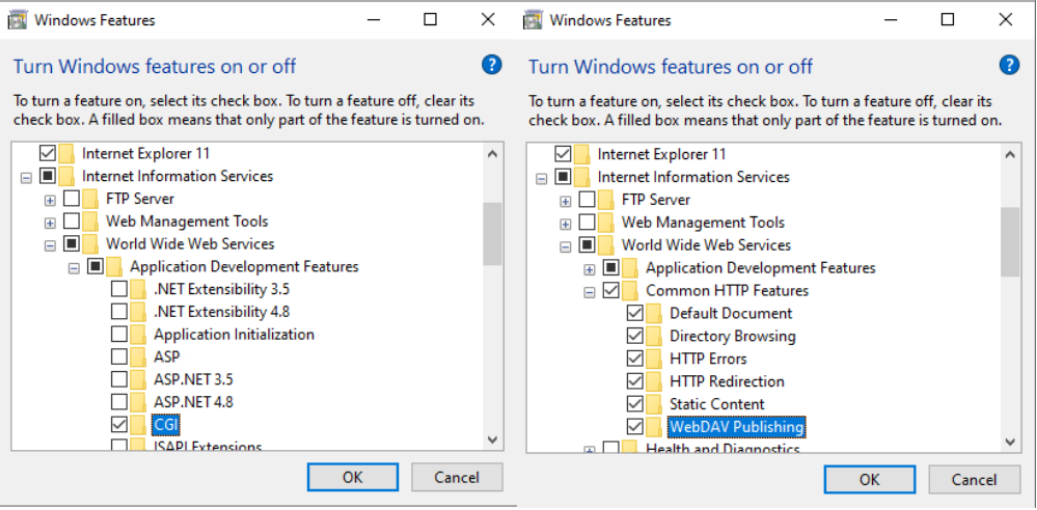 Windows Features
Turn Windows features on or off
To turn a feature on, select its check box. To turn a feature off, clear its
check box. A filled box means that only part of the feature is turned on.
Internet Explorer 11
Internet Information Services
FTP Server
Web Management Tools
World Wide Web Services
Application Development Features
.NET Extensibility 3.5
.NET Extensibility 4.8
Application Initialization
ASP
ASP.NET 3.5
ASP.NET 4.8
CGI
ISAPI Extensions
OK
Cancel
Windows Features
Turn Windows features on or off
To turn a feature on, select its check box. To turn a feature off, clear its
check box. A filled box means that only part of the feature is turned on.
Internet Explorer 11
Internet Information Services
FTP Server
Web Management Tools
World Wide Web Services
Application Development Features
Common HTTP Features
Default Document
Directory Browsing
HTTP Errors
HTTP Redirection
Static Content
WebDAV Publishing
Health and Diagnostics
OK
Cancel